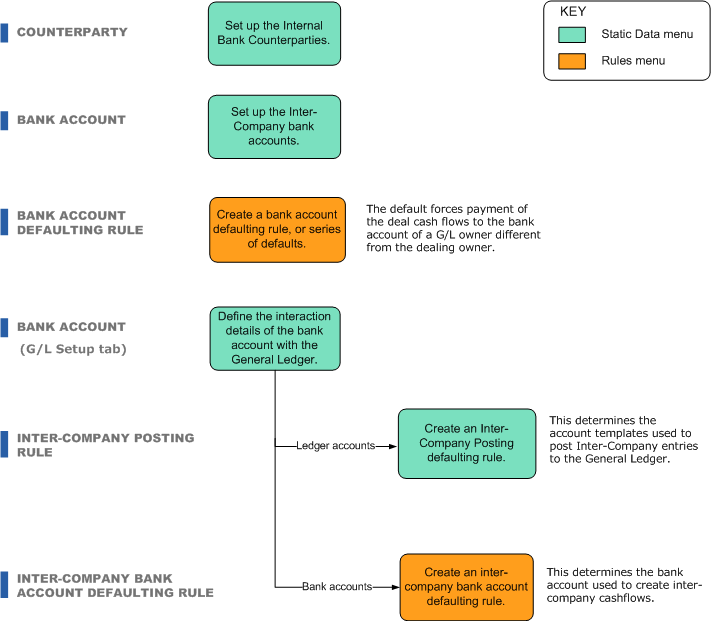 COUNTERPARTY
Set up the Internal
Bank Counterparties.
KEY
Static Data menu
Rules menu
BANK ACCOUNT
Set up the Inter-
Company bank
accounts.
BANK ACCOUNT
DEFAULTING RULE
Create a bank account
defaulting rule, or series
of defaults.
The default forces payment of
the deal cash flows to the bank
account of a G/L owner different
from the dealing owner.
BANK ACCOUNT
(G/L Setup tab)
Define the interaction
details of the bank
account with the
General Ledger.
INTER-COMPANY POSTING
RULE
Ledger accounts
Create an Inter-
Company Posting
defaulting rule.
This determines the
account templates used to
post Inter-Company entries
to the General Ledger.
INTER-COMPANY BANK
ACCOUNT DEFAULTING RULE
Bank accounts
Create an inter-
company bank account
defaulting rule.
This determines the bank
account used to create inter-
company cashflows.